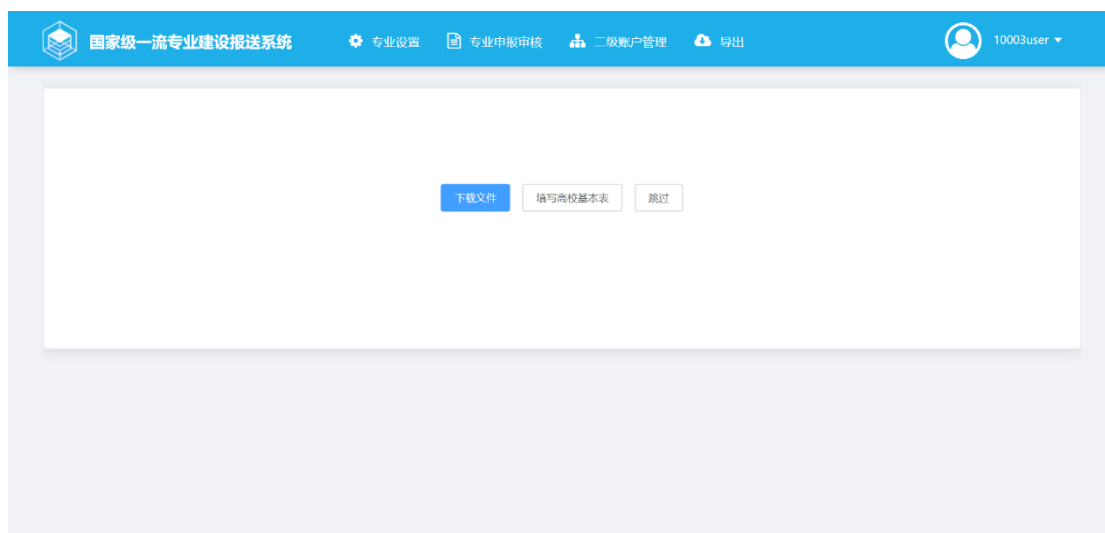 国家级一流专业建设报送系统 专业设置 专业申报审核 二级账户管理 导出 10003user
下载文件 填写高校基本表 跳过